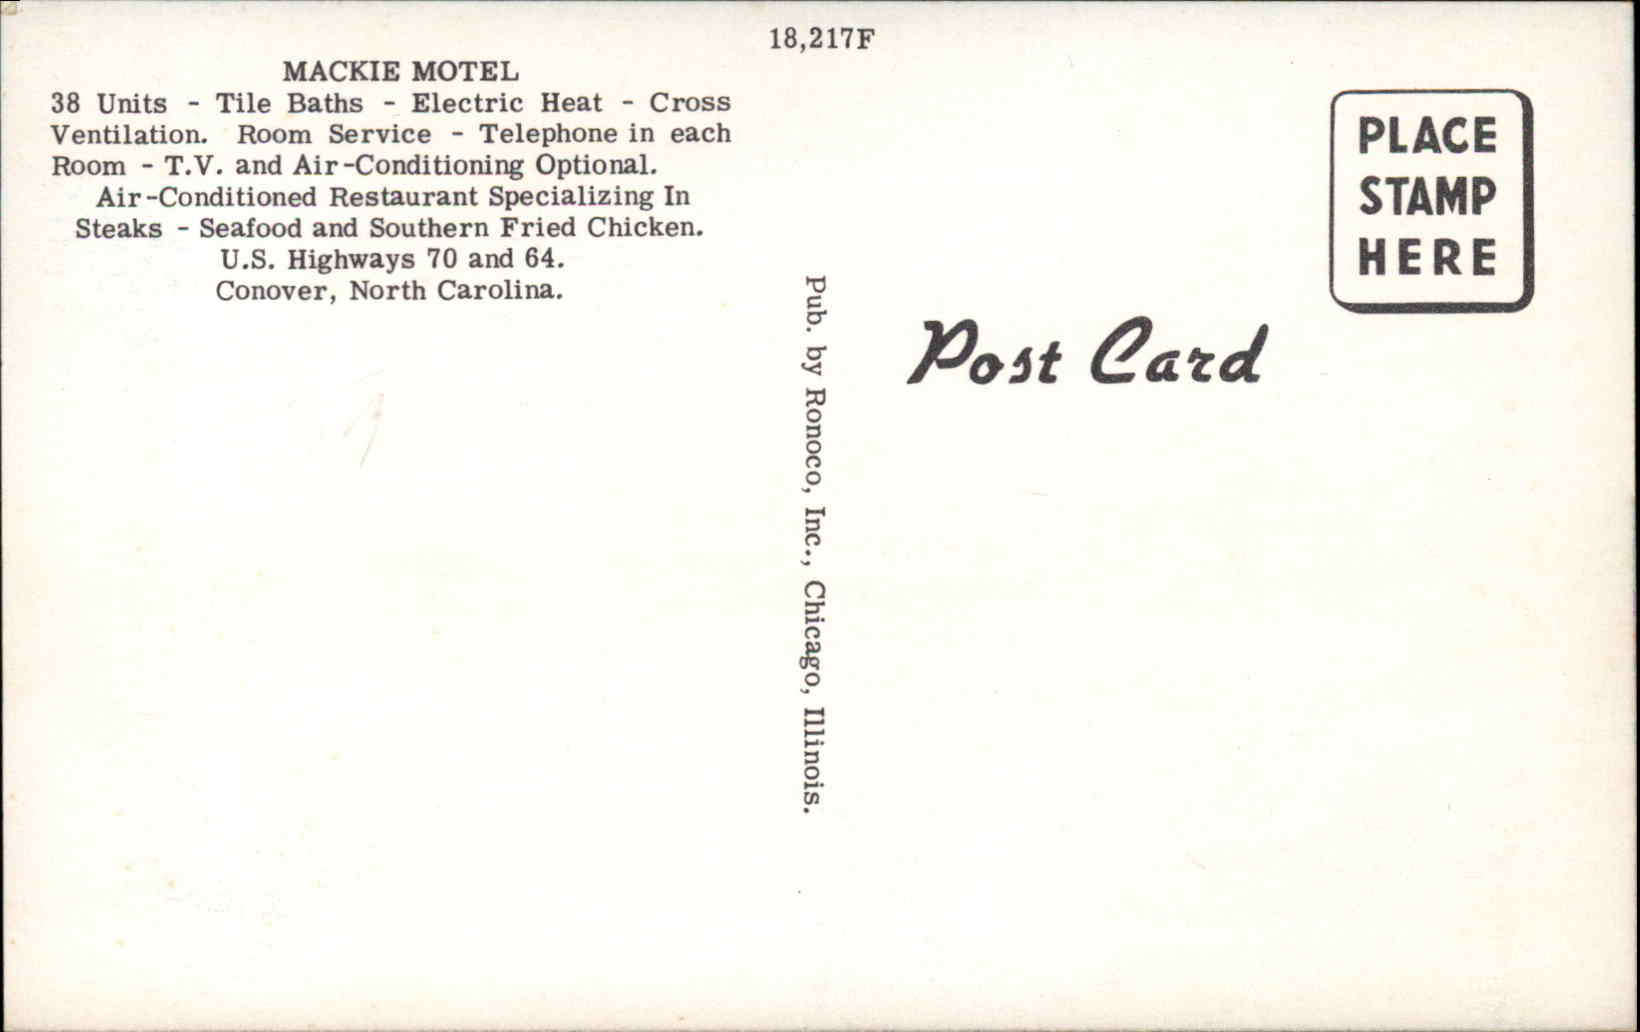 18,217F
MACKIE MOTEL
38 Units - Tile Baths - Electric Heat - Cross
Ventilation. Room Service - Telephone in each
Room - T.V. and Air-Conditioning Optional.
Air-Conditioned Restaurant Specializing In
Steaks - Seafood and Southern Fried Chicken.
U.S. Highways 70 and 64.
Conover, North Carolina.
Pub. by Ronoco, Inc., Chicago, Illinois.
Post Card
PLACE
STAMP
HERE